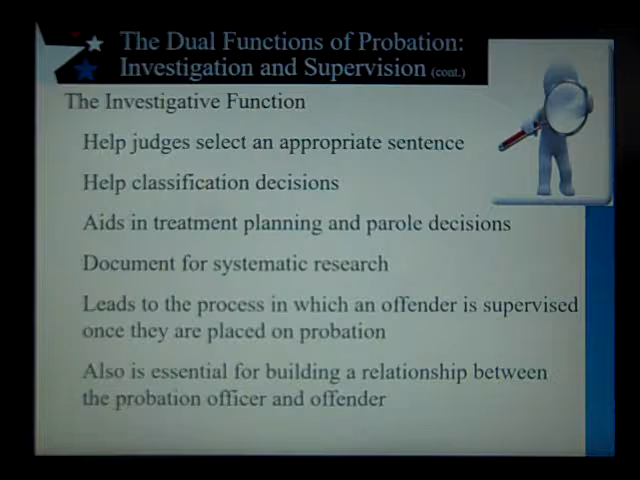 The Dual Functions of Probation:
Investigation and Supervision (cont.)
The Investigative Function
Help judges select an appropriate sentence
Help classification decisions
Aids in treatment planning and parole decisions
Document for systematic research
Leads to the process in which an offender is supervised
once they are placed on probation
Also is essential for building a relationship between
the probation officer and offender